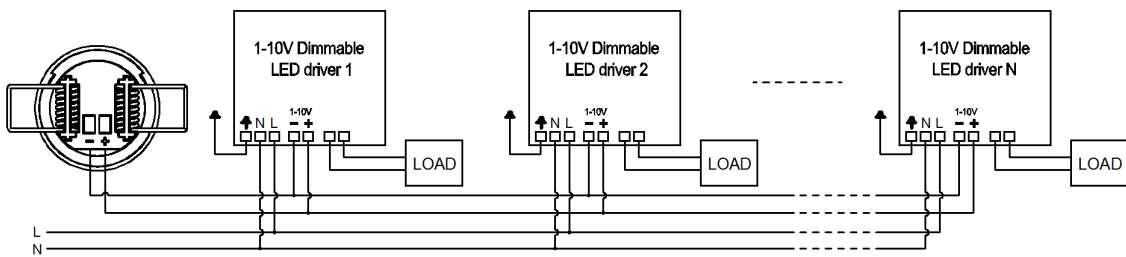 1-10V Dimmable
LED driver 1
N L
1-10V
- +
LOAD
1-10V Dimmable
LED driver 2
N L
1-10V
- +
LOAD
1-10V Dimmable
LED driver N
N L
1-10V
- +
LOAD
- +
L
N